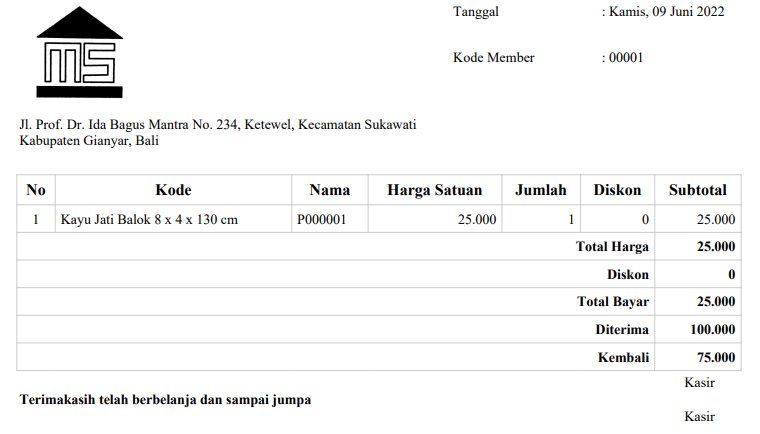 MS
Tanggal : Kamis, 09 Juni 2022
Kode Member : 00001
Jl. Prof. Dr. Ida Bagus Mantra No. 234, Ketewel, Kecamatan Sukawati
Kabupaten Gianyar, Bali
No Kode Nama Harga Satuan Jumlah Diskon Subtotal
1 Kayu Jati Balok 8 x 4 x 130 cm P000001 25.000 1 0 25.000
Total Harga 25.000
Diskon 0
Total Bayar 25.000
Diterima 100.000
Kembali 75.000
Kasir
Terimakasih telah berbelanja dan sampai jumpa
Kasir